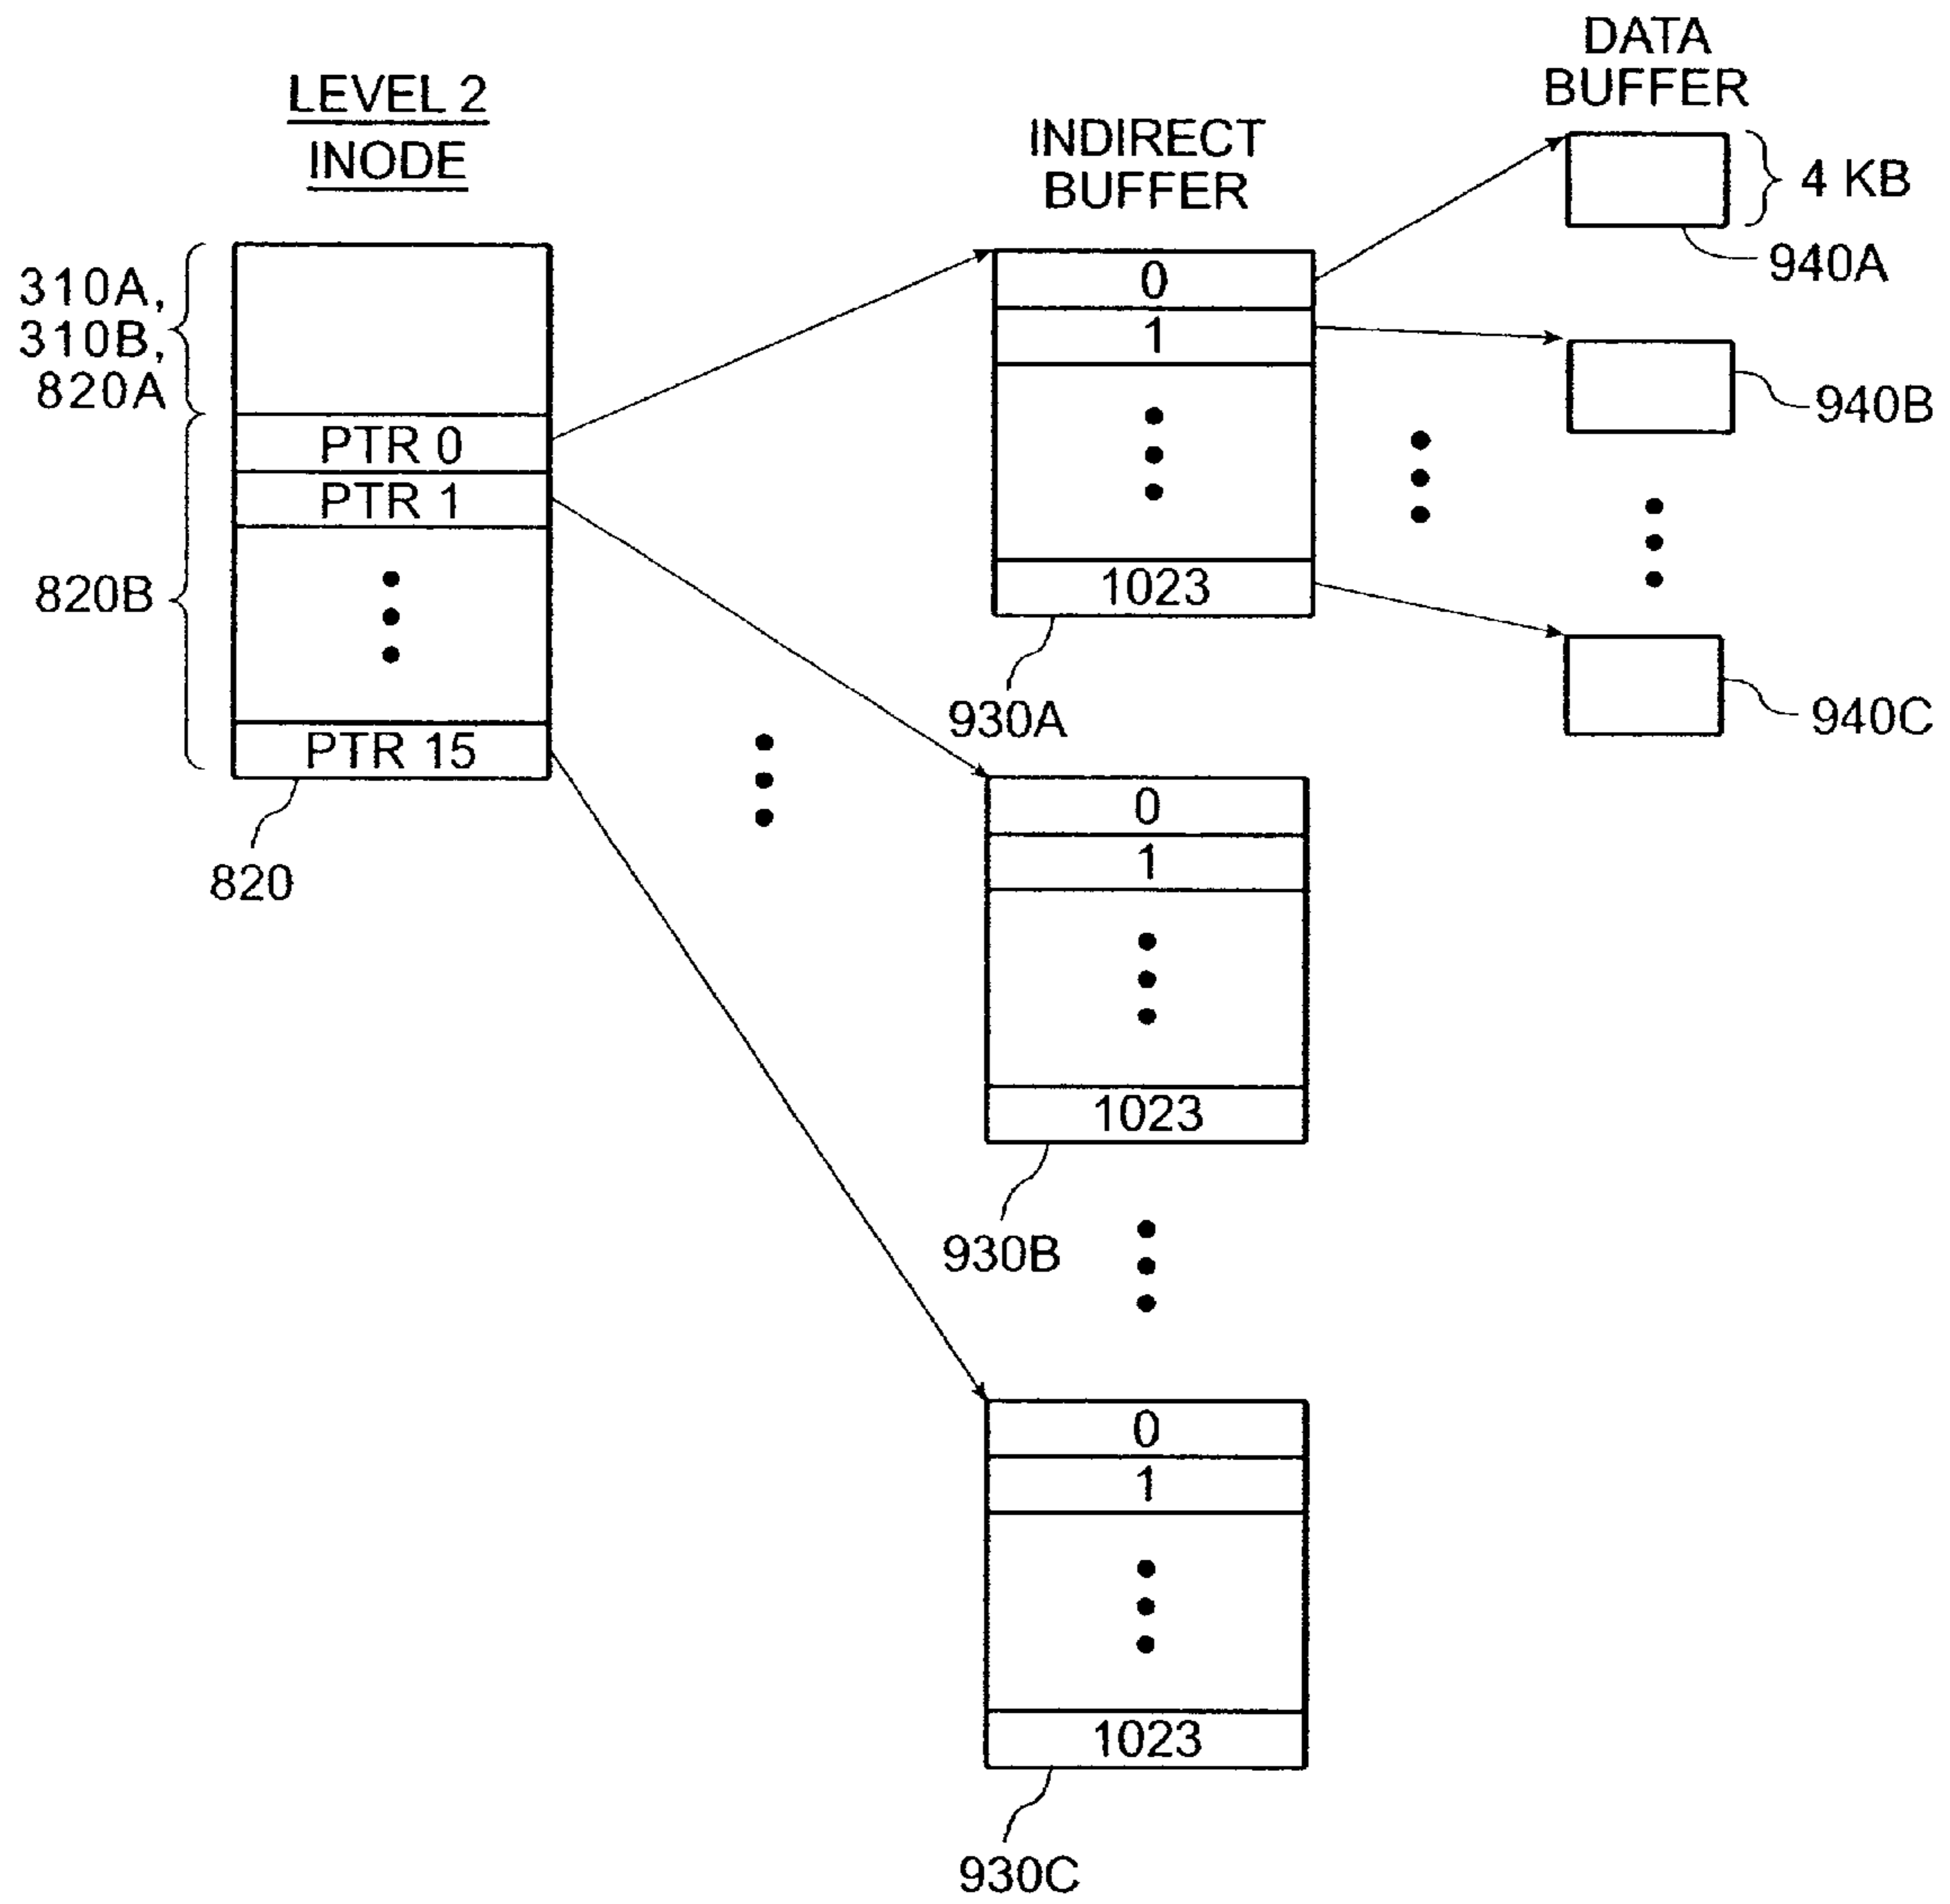 LEVEL 2
INODE
310A,
310B,
820A
820B
PTR 0
PTR 1
PTR 15
820
INDIRECT
BUFFER
0
1
1023
930A
0
1
1023
930B
0
1
1023
930C
DATA
BUFFER
4 KB
940A
940B
940C